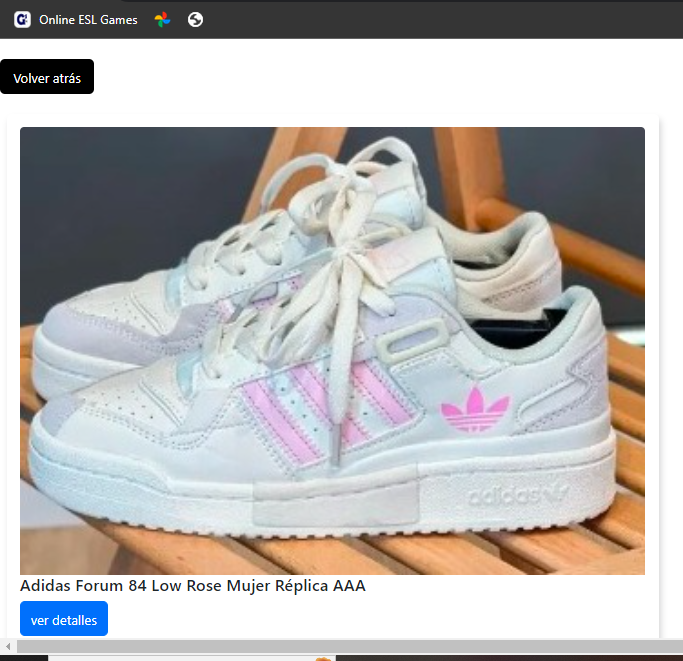 Online ESL Games
Volver atrás
adidas
Adidas Forum 84 Low Rose Mujer Réplica AAA
ver detalles